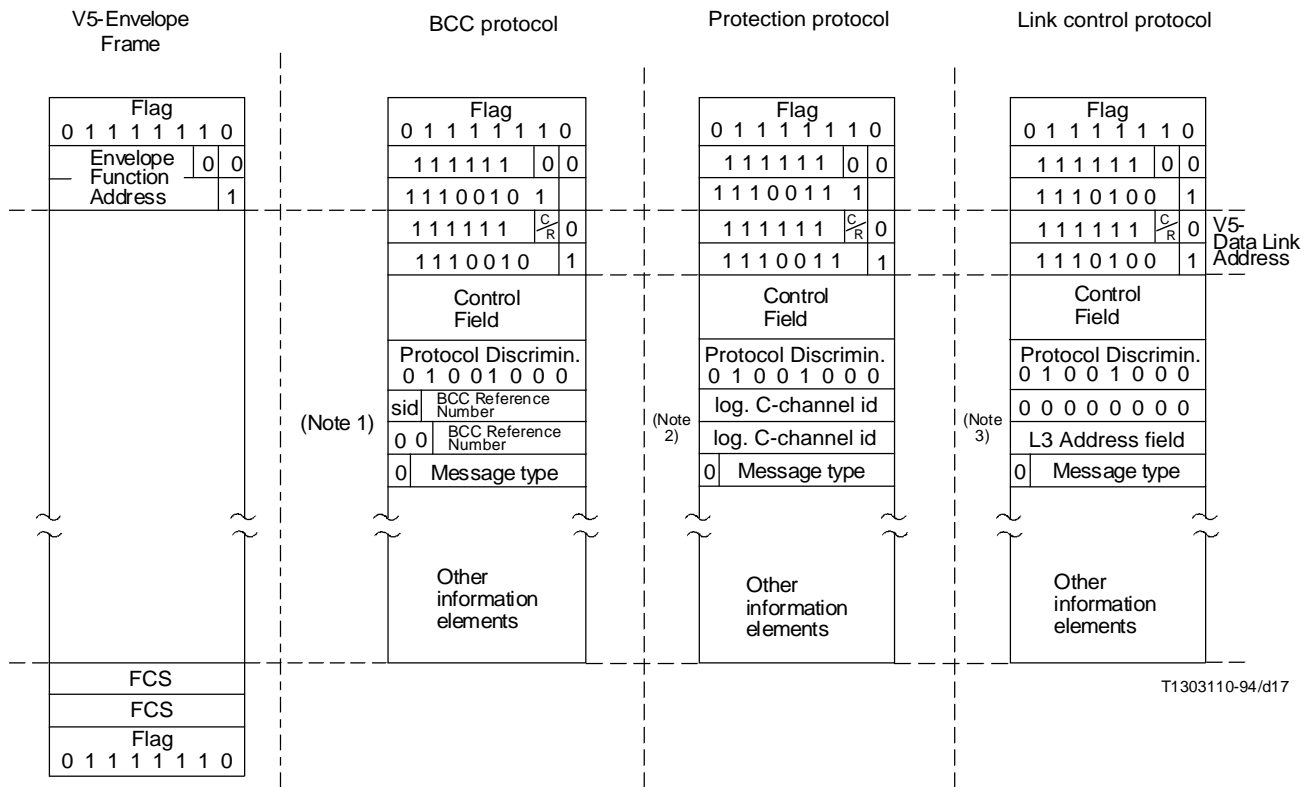 V5-Envelope
Frame
Flag
0 1 1 1 1 1 1 0
Envelope
Function
Address
0 0
1
FCS
FCS
Flag
0 1 1 1 1 1 1 0
BCC protocol
(Note 1)
Flag
0 1 1 1 1 1 1 0
1 1 1 1 1 1 0 0
1 1 1 0 0 1 0 1
1 1 1 1 1 1 C/R 0
1 1 1 0 0 1 0 1
Control
Field
Protocol Discrimin.
0 1 0 0 1 0 0 0
sid BCC Reference
Number
0 0 BCC Reference
Number
0 Message type
Other
information
elements
Protection protocol
(Note
2)
Flag
0 1 1 1 1 1 1 0
1 1 1 1 1 1 0 0
1 1 1 0 0 1 1 1
1 1 1 1 1 1 C/R 0
1 1 1 0 0 1 1 1
Control
Field
Protocol Discrimin.
0 1 0 0 1 0 0 0
log. C-channel id
log. C-channel id
0 Message type
Other
information
elements
Link control protocol
(Note
3)
Flag
0 1 1 1 1 1 1 0
1 1 1 1 1 1 0 0
1 1 1 0 1 0 0 1
1 1 1 1 1 1 C/R 0
1 1 1 0 1 0 0 1
V5-
Data Link
Address
Control
Field
Protocol Discrimin.
0 1 0 0 1 0 0 0
0 0 0 0 0 0 0 0
L3 Address field
0 Message type
Other
information
elements
T1303110-94/d17